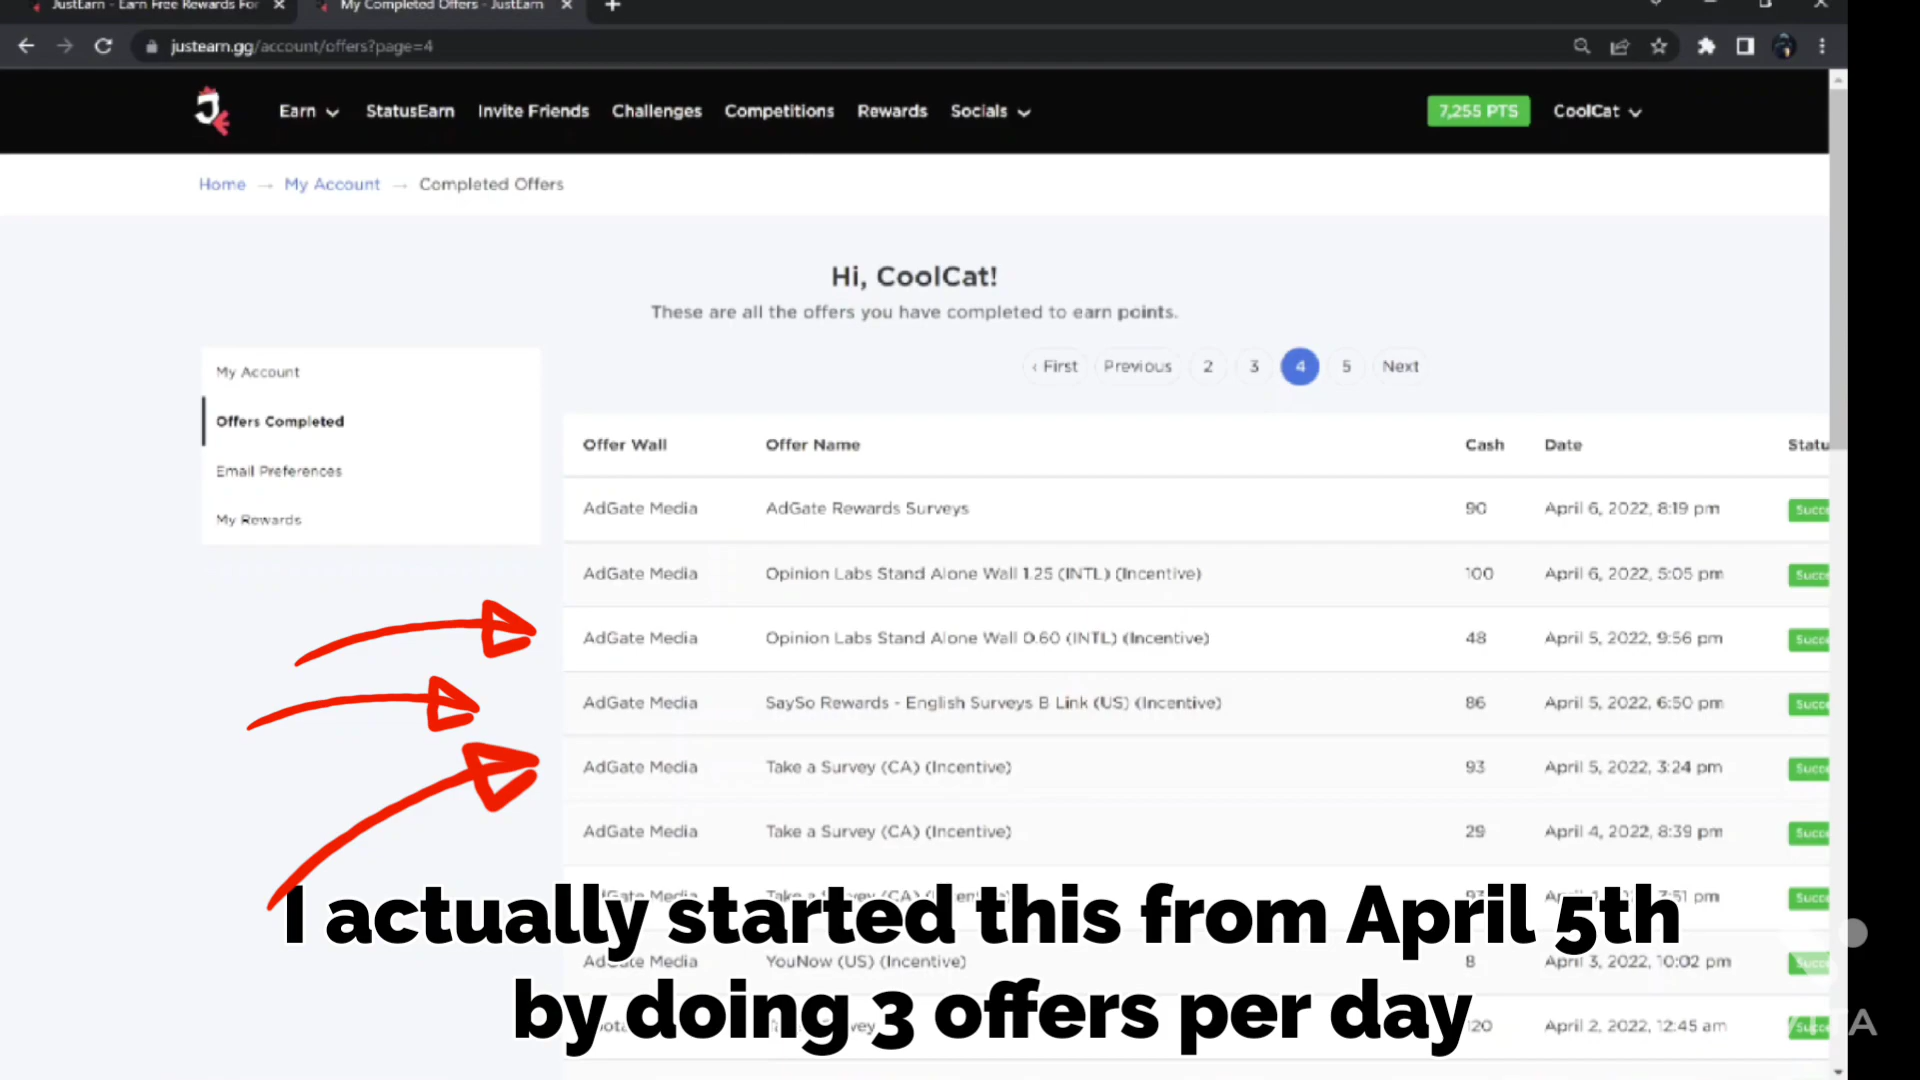 JustEarn - Earn Free Rewards For
My Completed Offers - JustEarn
justearn.gg/account/offers?page=4
Earn StatusEarn Invite Friends Challenges Competitions Rewards Socials 7,255 PTS CoolCat
Home → My Account → Completed Offers
Hi, CoolCat!
These are all the offers you have completed to earn points.
‹ First Previous 2 3 4 5 Next
My Account
Offers Completed
Email Preferences
My Rewards
Offer Wall Offer Name Cash Date Statu
AdGate Media AdGate Rewards Surveys 90 April 6, 2022, 8:19 pm Succe
AdGate Media Opinion Labs Stand Alone Wall 1.25 (INTL) (Incentive) 100 April 6, 2022, 5:05 pm Succe
AdGate Media Opinion Labs Stand Alone Wall 0.60 (INTL) (Incentive) 48 April 5, 2022, 9:56 pm Succe
AdGate Media SaySo Rewards - English Surveys B Link (US) (Incentive) 86 April 5, 2022, 6:50 pm Succe
AdGate Media Take a Survey (CA) (Incentive) 93 April 5, 2022, 3:24 pm Succe
AdGate Media Take a Survey (CA) (Incentive) 29 April 4, 2022, 8:39 pm Succe
I actually started this from April 5th
AdGate Media YouNow (US) (Incentive) 8 April 3, 2022, 10:02 pm
by doing 3 offers per day
April 2, 2022, 12:45 am